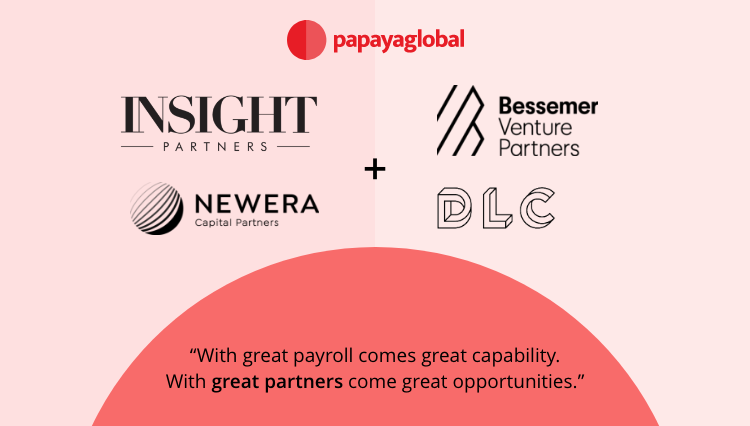 papayaglobal
INSIGHT
PARTNERS
NEWERA
Capital Partners
+
Bessemer
Venture
Partners
DLC
“With great payroll comes great capability.
With great partners come great opportunities.”